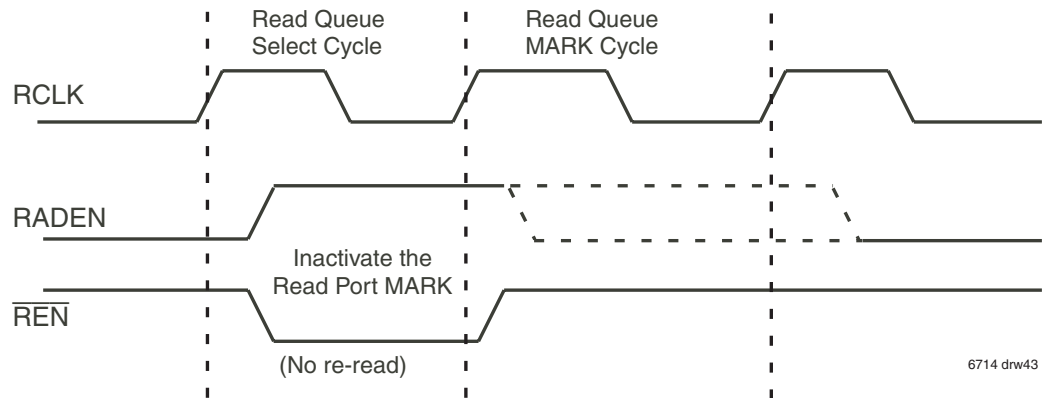 Read Queue
Select Cycle
Read Queue
MARK Cycle
RCLK
RADEN
Inactivate the
Read Port MARK
REN
(No re-read)
6714 drw43